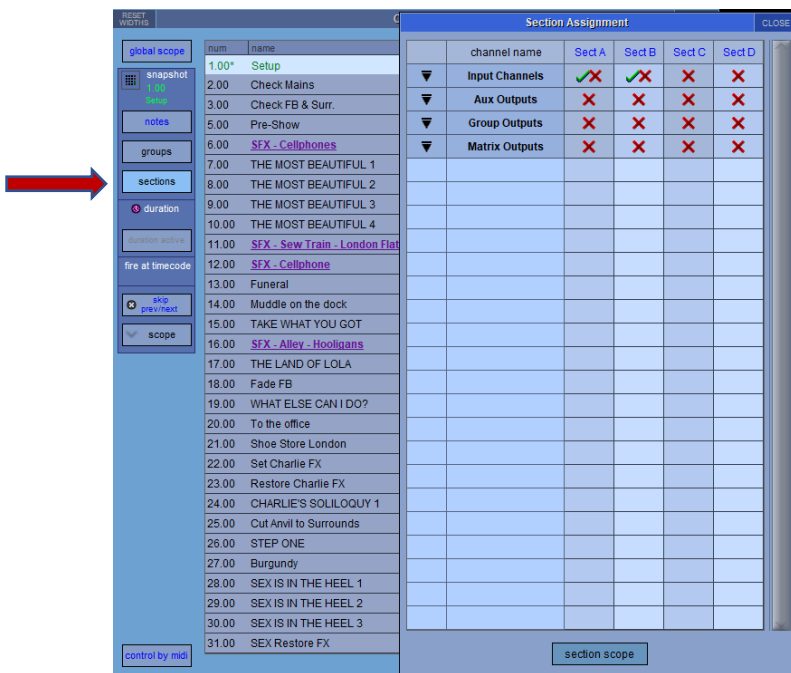 RESET
WIDTHS
global scope
snapshot
1.00
Setup
notes
groups
sections
duration
duration active
fire at timecode
skip
prev/next
scope
control by midi
num name
1.00* Setup
2.00 Check Mains
3.00 Check FB & Surr.
5.00 Pre-Show
6.00 SFX - Cellphones
7.00 THE MOST BEAUTIFUL 1
8.00 THE MOST BEAUTIFUL 2
9.00 THE MOST BEAUTIFUL 3
10.00 THE MOST BEAUTIFUL 4
11.00 SFX - Sew Train - London Flat
12.00 SFX - Cellphone
13.00 Funeral
14.00 Muddle on the dock
15.00 TAKE WHAT YOU GOT
16.00 SFX - Alley - Hooligans
17.00 THE LAND OF LOLA
18.00 Fade FB
19.00 WHAT ELSE CAN I DO?
20.00 To the office
21.00 Shoe Store London
22.00 Set Charlie FX
23.00 Restore Charlie FX
24.00 CHARLIE'S SOLILOQUY 1
25.00 Cut Anvil to Surrounds
26.00 STEP ONE
27.00 Burgundy
28.00 SEX IS IN THE HEEL 1
29.00 SEX IS IN THE HEEL 2
30.00 SEX IS IN THE HEEL 3
31.00 SEX Restore FX
Section Assignment
CLOSE
channel name Sect A Sect B Sect C Sect D
Input Channels
Aux Outputs
Group Outputs
Matrix Outputs
section scope